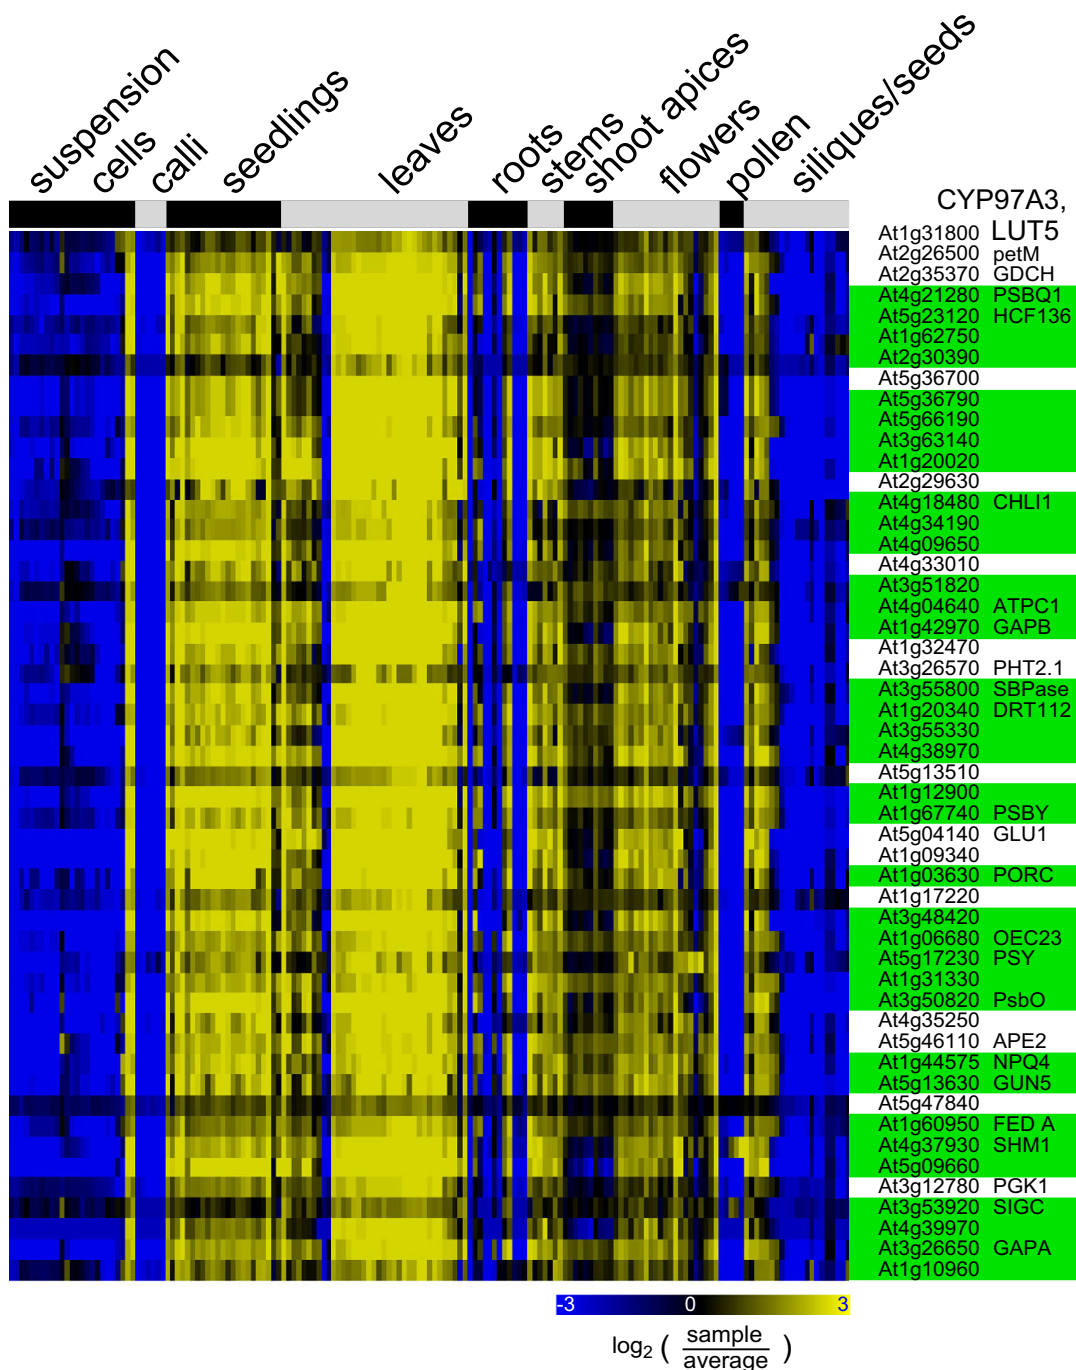 suspension
cells
calli
seedlings
leaves
roots
stems
shoot apices
flowers
pollen
siliques/seeds
CYP97A3,
At1g31800 LUT5
At2g26500 petM
At2g35370 GDCH
At4g21280 PSBQ1
At5g23120 HCF136
At1g62750
At2g30390
At5g36700
At5g36790
At5g66190
At3g63140
At1g20020
At2g29630
At4g18480 CHLI1
At4g34190
At4g09650
At4g33010
At3g51820
At4g04640 ATPC1
At1g42970 GAPB
At1g32470
At3g26570 PHT2.1
At3g55800 SBPase
At1g20340 DRT112
At3g55330
At4g38970
At5g13510
At1g12900
At1g67740 PSBY
At5g04140 GLU1
At1g09340
At1g03630 PORC
At1g17220
At3g48420
At1g06680 OEC23
At5g17230 PSY
At1g31330
At3g50820 PsbO
At4g35250
At5g46110 APE2
At1g44575 NPQ4
At5g13630 GUN5
At5g47840
At1g60950 FED A
At4g37930 SHM1
At5g09660
At3g12780 PGK1
At3g53920 SIGC
At4g39970
At3g26650 GAPA
At1g10960
-3 0 3
log2 ( sample
average )